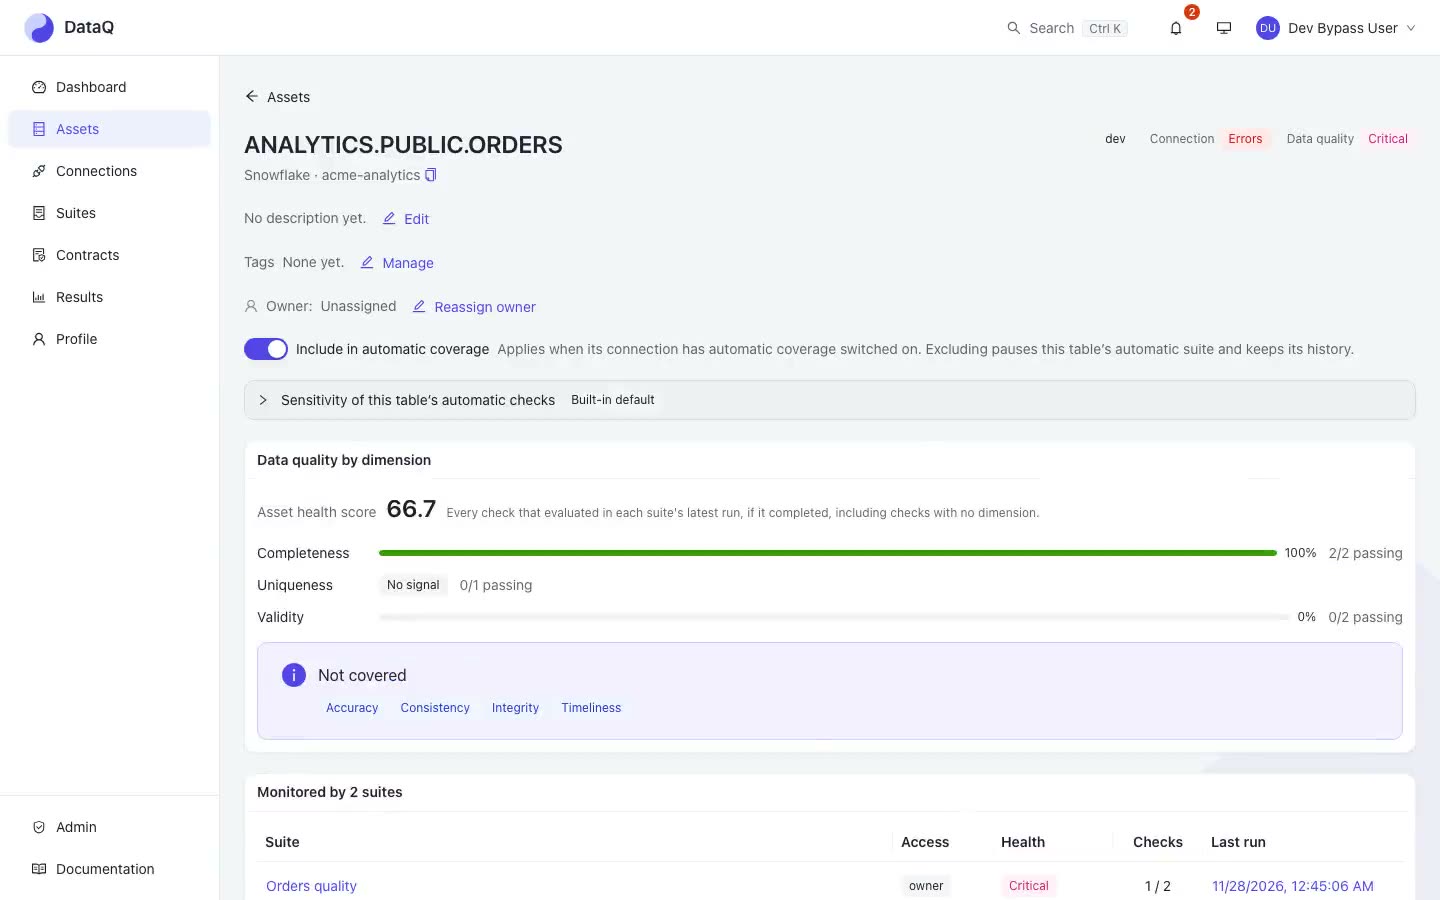 DataQ
Search Ctrl K
2
DU Dev Bypass User
Dashboard
Assets
Connections
Suites
Contracts
Results
Profile
Admin
Documentation
Assets
ANALYTICS.PUBLIC.ORDERS
dev Connection Errors Data quality Critical
Snowflake · acme-analytics
No description yet. Edit
Tags None yet. Manage
Owner: Unassigned Reassign owner
Include in automatic coverage Applies when its connection has automatic coverage switched on. Excluding pauses this table's automatic suite and keeps its history.
Sensitivity of this table's automatic checks Built-in default
Data quality by dimension
Asset health score 66.7 Every check that evaluated in each suite's latest run, if it completed, including checks with no dimension.
Completeness 100% 2/2 passing
Uniqueness No signal 0/1 passing
Validity 0% 0/2 passing
Not covered
Accuracy Consistency Integrity Timeliness
Monitored by 2 suites
Suite Access Health Checks Last run
Orders quality owner Critical 1 / 2 11/28/2026, 12:45:06 AM